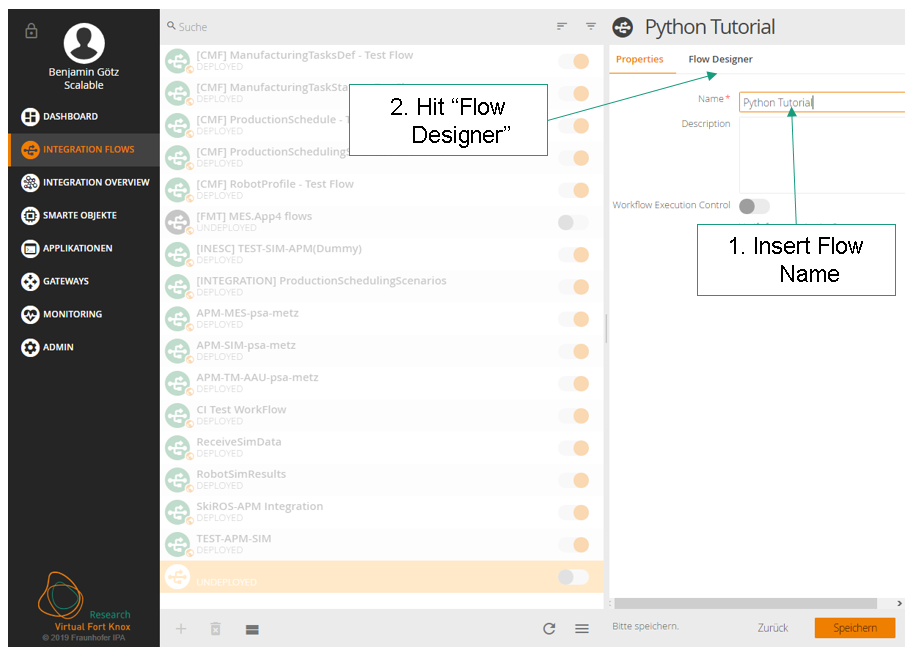 Benjamin Götz
Scalable
DASHBOARD
INTEGRATION FLOWS
INTEGRATION OVERVIEW
SMARTE OBJEKTE
APPLIKATIONEN
GATEWAYS
MONITORING
ADMIN
Research
Virtual Fort Knox
© 2019 Fraunhofer IPA
Suche
[CMF] ManufacturingTasksDef - Test Flow
DEPLOYED
[CMF] ManufacturingTaskSta
DEPLOYED
[CMF] ProductionSchedule - T
DEPLOYED
[CMF] ProductionScheduling
DEPLOYED
[CMF] RobotProfile - Test Flow
DEPLOYED
[FMT] MES.App4 flows
UNDEPLOYED
[INESC] TEST-SIM-APM(Dummy)
DEPLOYED
[INTEGRATION] ProductionSchedulingScenarios
DEPLOYED
APM-MES-psa-metz
DEPLOYED
APM-SIM-psa-metz
DEPLOYED
APM-TM-AAU-psa-metz
DEPLOYED
CI Test WorkFlow
DEPLOYED
ReceiveSimData
DEPLOYED
RobotSimResults
DEPLOYED
SkiROS-APM Integration
DEPLOYED
TEST-APM-SIM
DEPLOYED
UNDEPLOYED
2. Hit “Flow
Designer”
Python Tutorial
Properties Flow Designer
Name* Python Tutorial
Description
Workflow Execution Control
1. Insert Flow
Name
Bitte speichern. Zurück Speichern